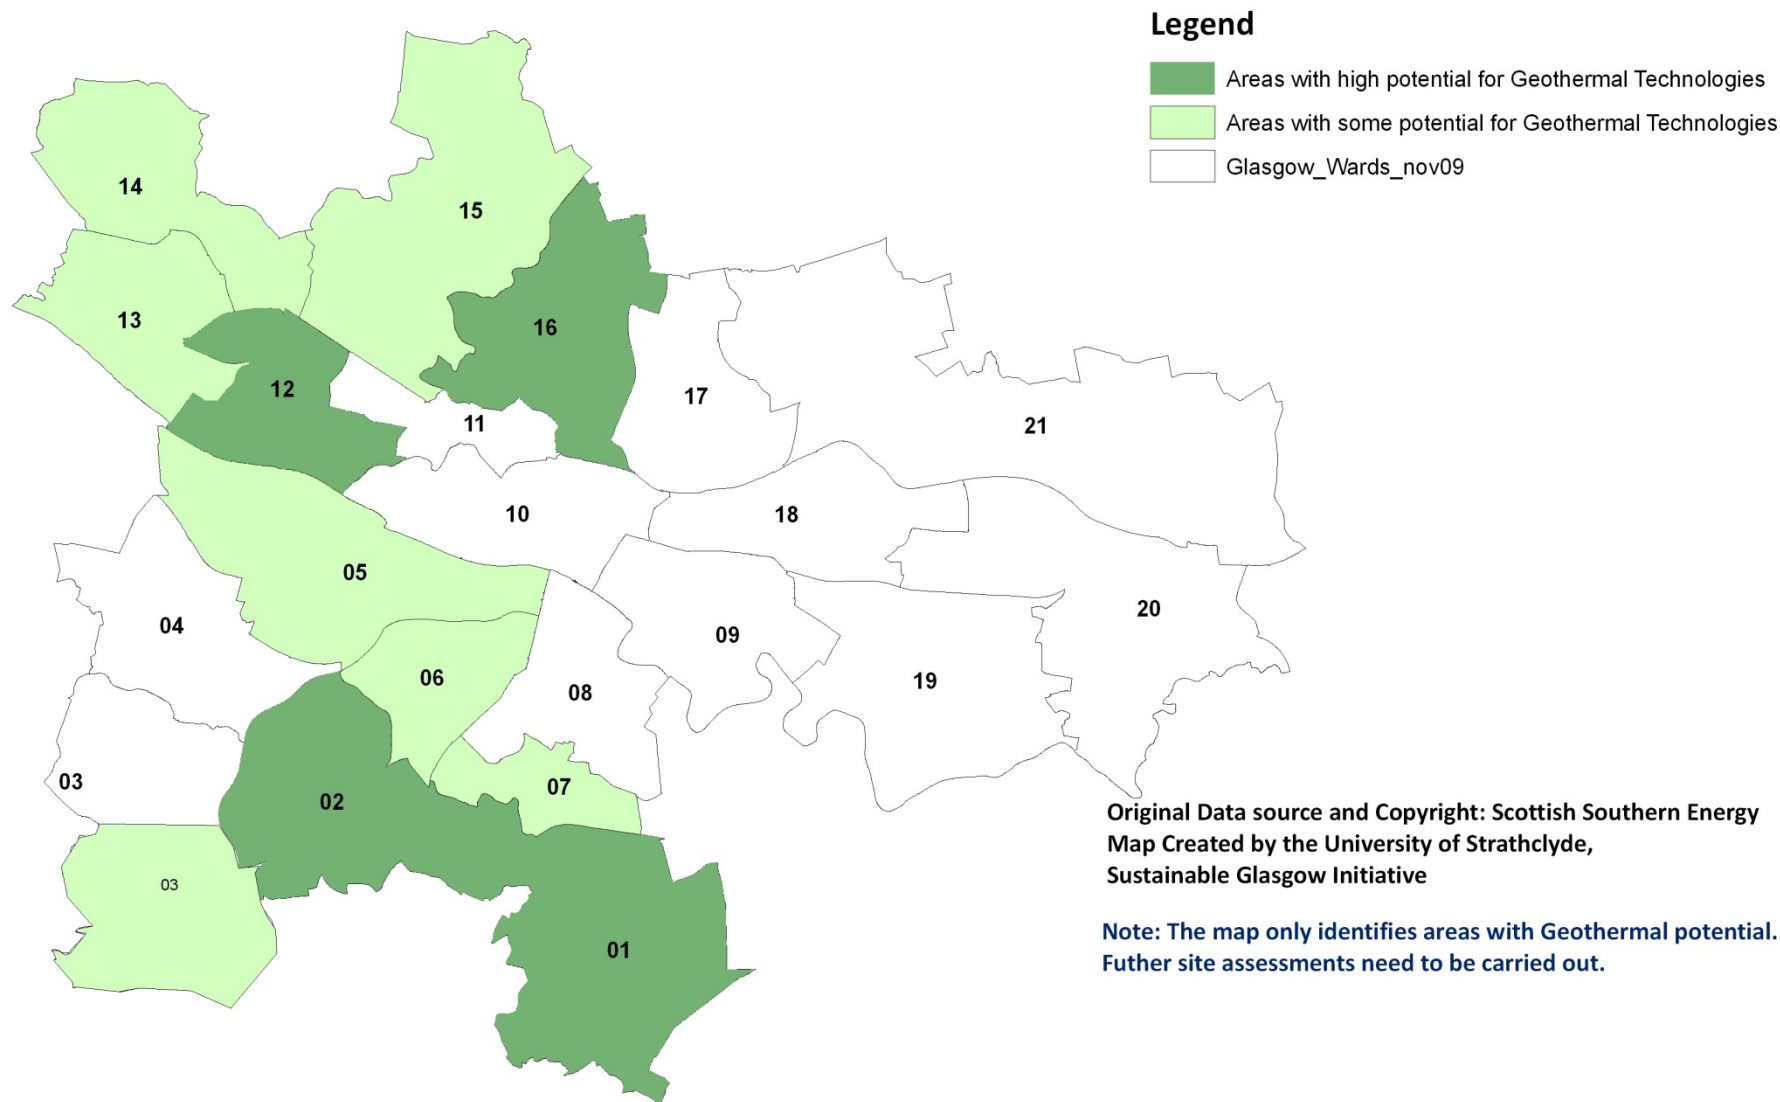 Legend
Areas with high potential for Geothermal Technologies
Areas with some potential for Geothermal Technologies
Glasgow_Wards_nov09
14
15
13
16
12
17
11
21
10
18
05
04
20
09
06
19
08
03
07
02
03
01
Original Data source and Copyright: Scottish Southern Energy
Map Created by the University of Strathclyde,
Sustainable Glasgow Initiative
Note: The map only identifies areas with Geothermal potential.
Futher site assessments need to be carried out.